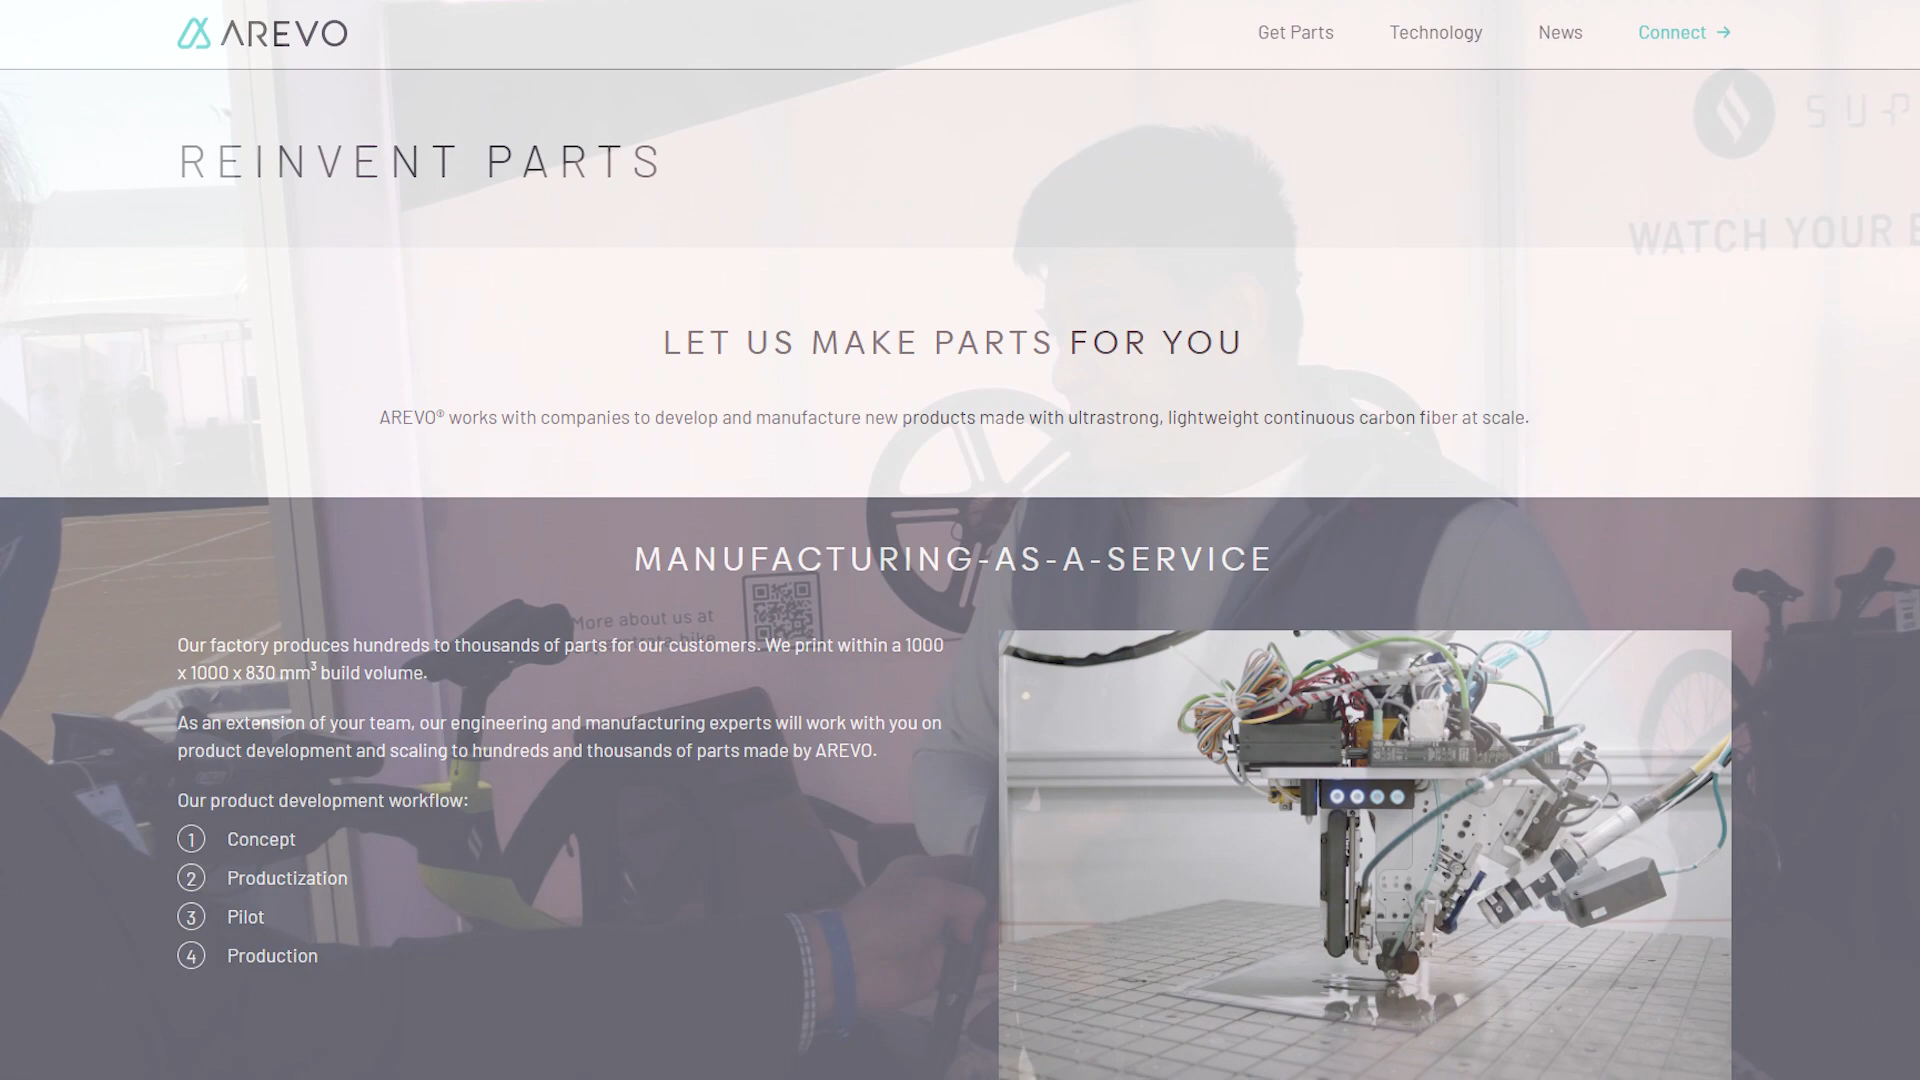 AREVO
Get Parts
Technology
News
Connect →
REINVENT PARTS
WATCH YOUR
LET US MAKE PARTS FOR YOU
AREVO® works with companies to develop and manufacture new products made with ultrastrong, lightweight continuous carbon fiber at scale.
MANUFACTURING-AS-A-SERVICE
More about us at
Our factory produces hundreds to thousands of parts for our customers. We print within a 1000
x 1000 x 830 mm³ build volume.
As an extension of your team, our engineering and manufacturing experts will work with you on
product development and scaling to hundreds and thousands of parts made by AREVO.
Our product development workflow:
1 Concept
2 Productization
3 Pilot
4 Production